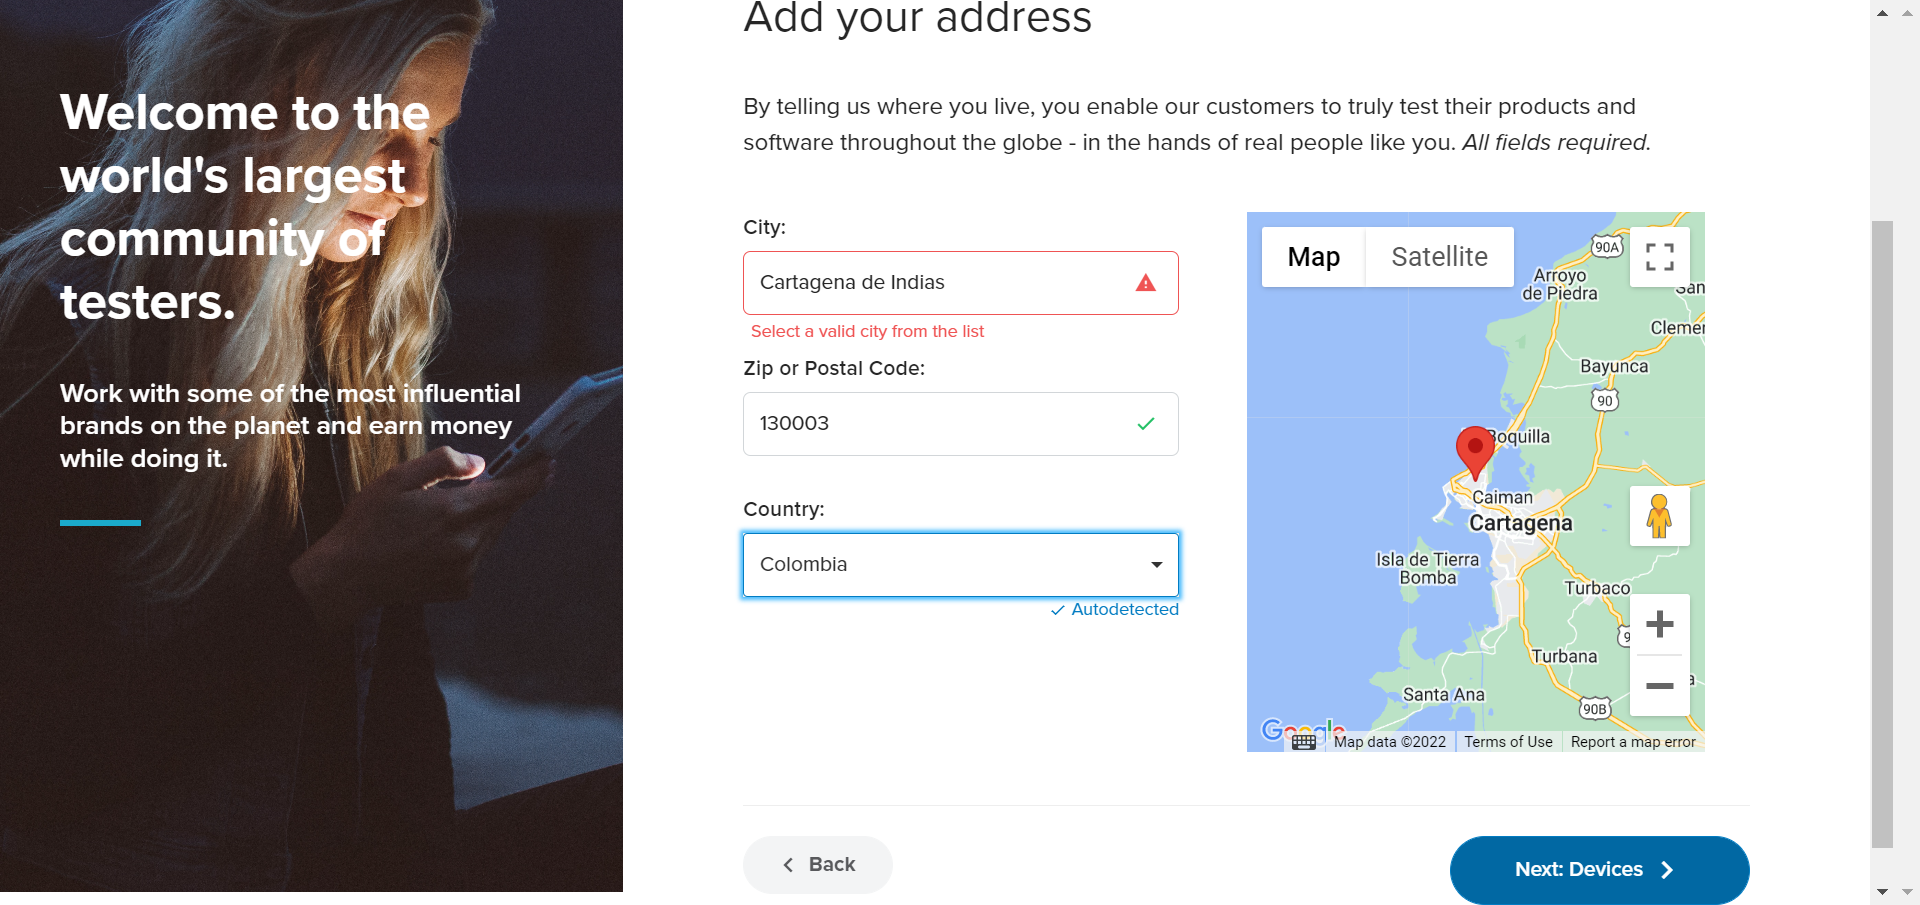 Welcome to the
world's largest
community of
testers.
Work with some of the most influential
brands on the planet and earn money
while doing it.
Add your address
By telling us where you live, you enable our customers to truly test their products and
software throughout the globe - in the hands of real people like you. All fields required.
City:
Cartagena de Indias
Select a valid city from the list
Zip or Postal Code:
130003
Country:
Colombia
Autodetected
Map
Satellite
90A
Arroyo
de Piedra
San
Clemen
Bayunca
90
Boquilla
Caiman
Cartagena
Isla de Tierra
Bomba
Turbaco
9
Turbana
a
Santa Ana
90B
Google
Map data ©2022
Terms of Use
Report a map error
Back
Next: Devices